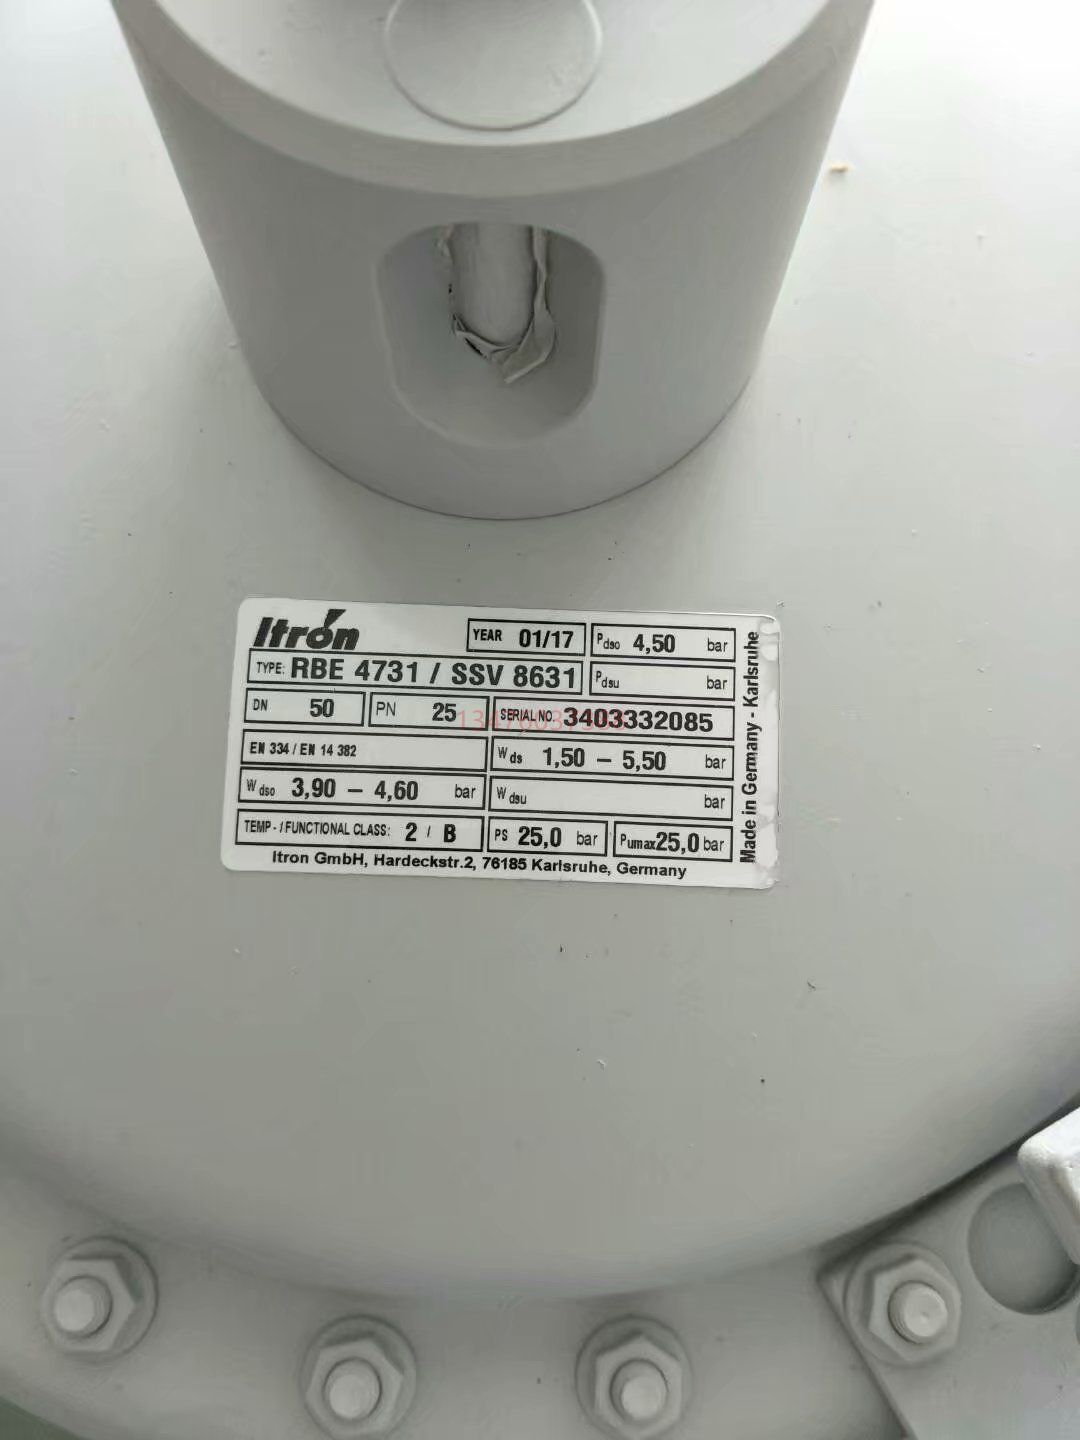 Itron
YEAR 01/17
Pdso 4,50 bar
TYPE: RBE 4731 / SSV 8631
Pdsu bar
DN 50
PN 25
SERIAL NO. 3403332085
EN 334 / EN 14 382
Wds 1,50 – 5,50 bar
Wdso 3,90 – 4,60 bar
Wdsu bar
TEMP- / FUNCTIONAL CLASS: 2 / B
PS 25,0 bar
Pumax 25,0 bar
Itron GmbH, Hardeckstr.2, 76185 Karlsruhe, Germany
Made in Germany - Karlsruhe